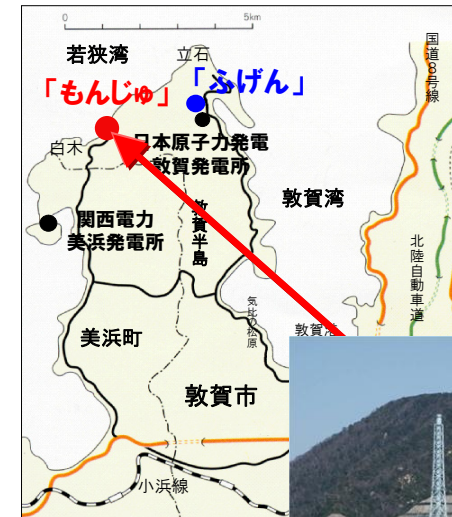 0
5km
若狭湾
立石
国道8号線
「もんじゅ」
「ふげん」
白木
日本原子力発電
敦賀発電所
敦賀湾
敦賀半島
関西電力
美浜発電所
北陸自動車道
気比の松原
敦賀港
美浜町
敦賀市
小浜線